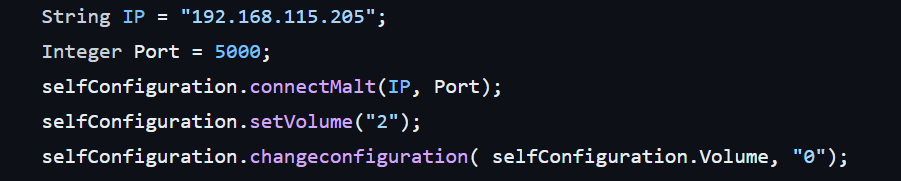 String IP = "192.168.115.205";
Integer Port = 5000;
selfConfiguration.connectMalt(IP, Port);
selfConfiguration.setVolume("2");
selfConfiguration.changeconfiguration( selfConfiguration.Volume, "0");